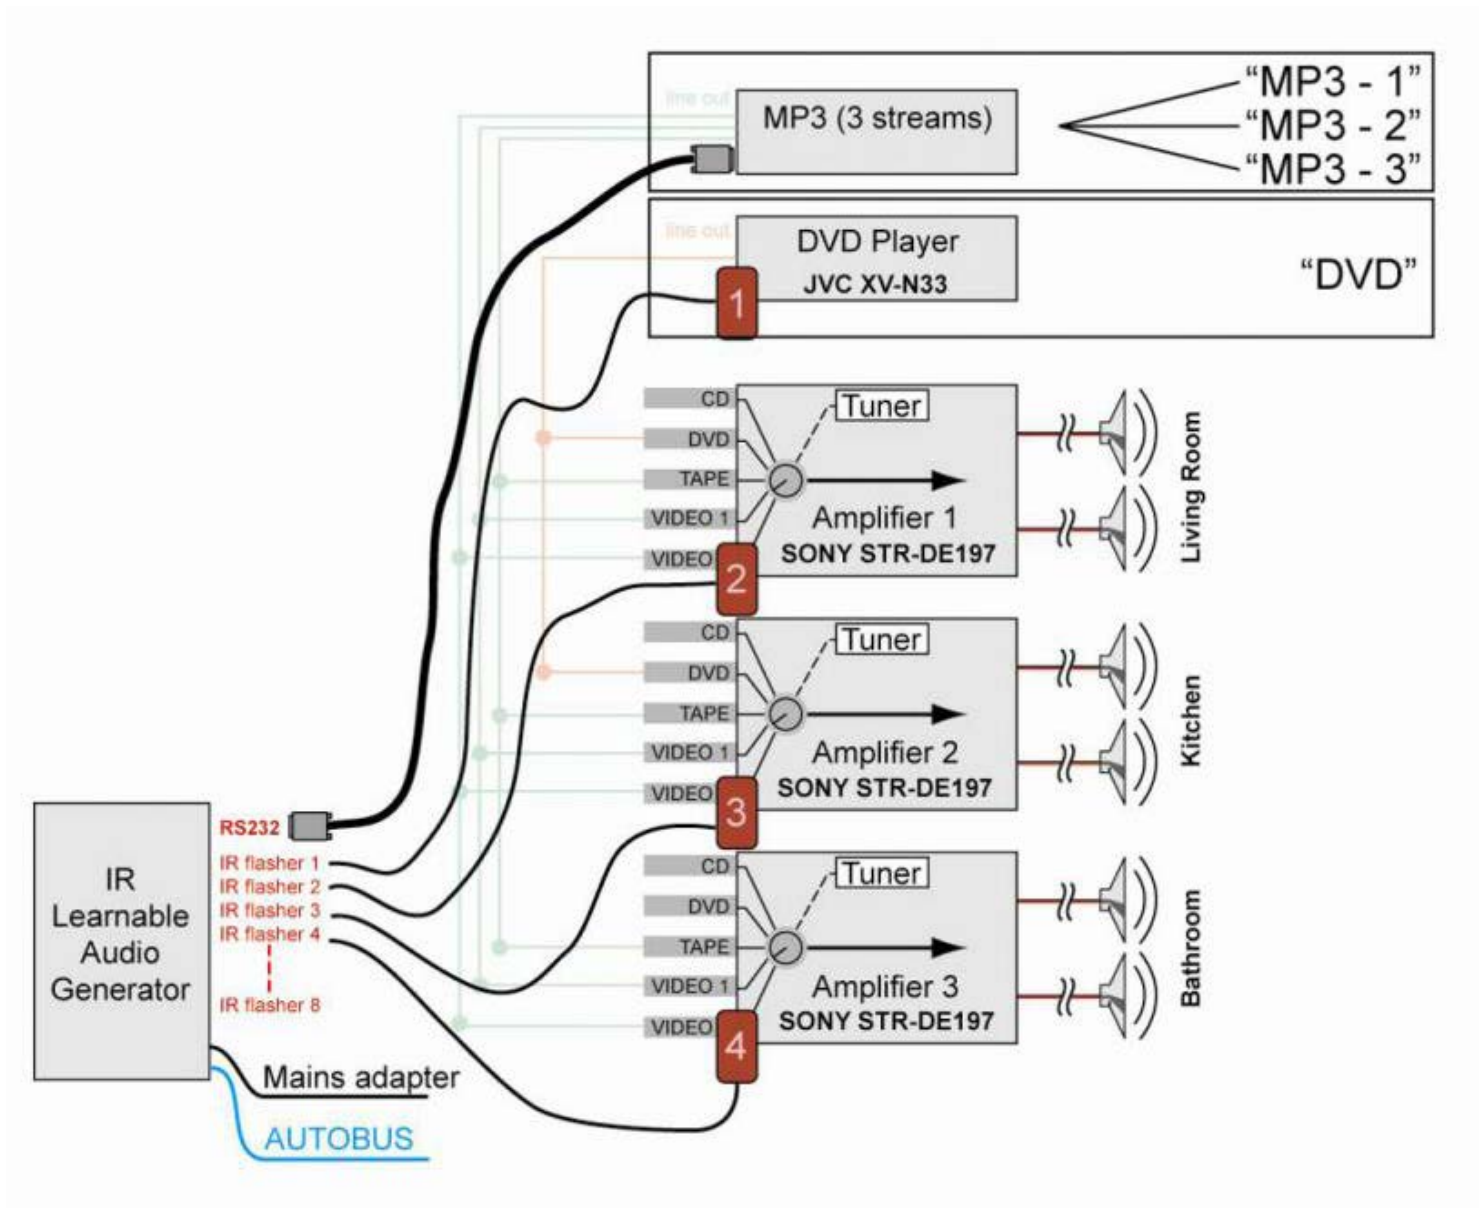 line out
MP3 (3 streams)
“MP3 - 1”
“MP3 - 2”
“MP3 - 3”
line out
DVD Player
JVC XV-N33
“DVD”
1
CD
DVD
TAPE
VIDEO 1
VIDEO
Tuner
Amplifier 1
SONY STR-DE197
Living Room
2
CD
DVD
TAPE
VIDEO 1
VIDEO
Tuner
Amplifier 2
SONY STR-DE197
Kitchen
3
CD
DVD
TAPE
VIDEO 1
VIDEO
Tuner
Amplifier 3
SONY STR-DE197
Bathroom
4
IR
Learnable
Audio
Generator
RS232
IR flasher 1
IR flasher 2
IR flasher 3
IR flasher 4
IR flasher 8
Mains adapter
AUTOBUS